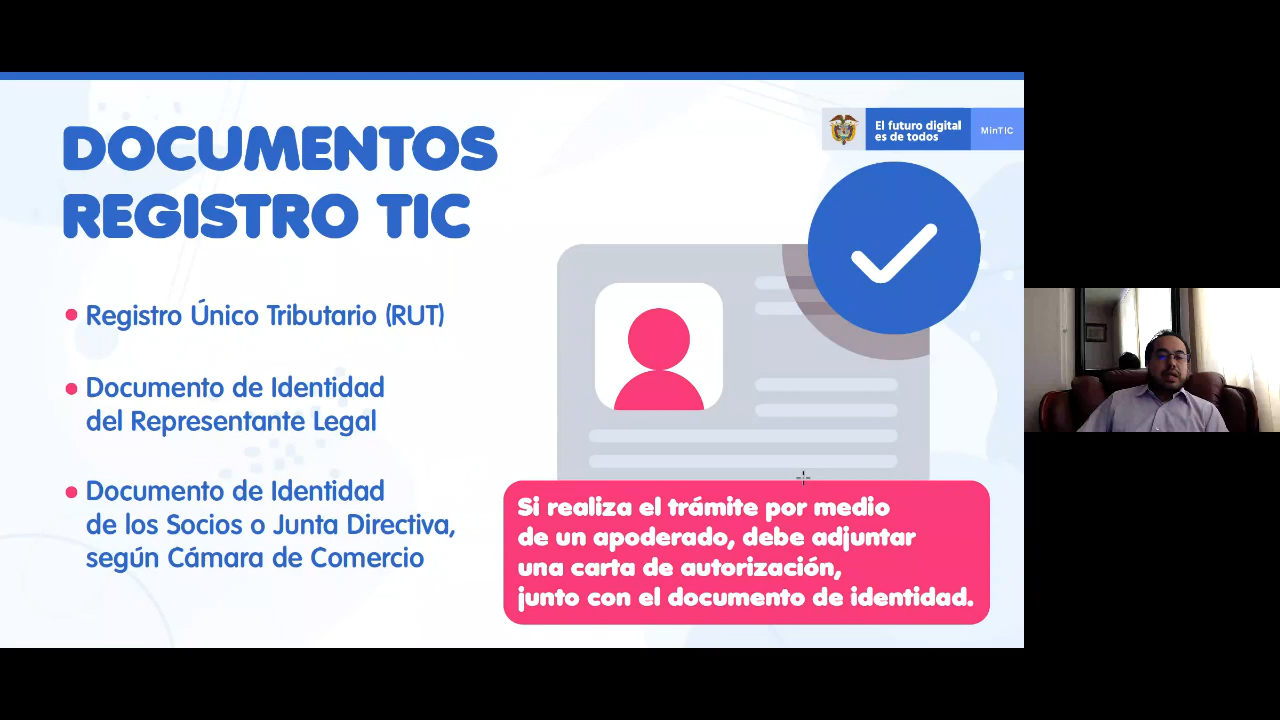 El futuro digital
es de todos
MinTIC
DOCUMENTOS
REGISTRO TIC
Registro Único Tributario (RUT)
Documento de Identidad
del Representante Legal
Documento de Identidad
de los Socios o Junta Directiva,
según Cámara de Comercio
Si realiza el trámite por medio
de un apoderado, debe adjuntar
una carta de autorización,
junto con el documento de identidad.